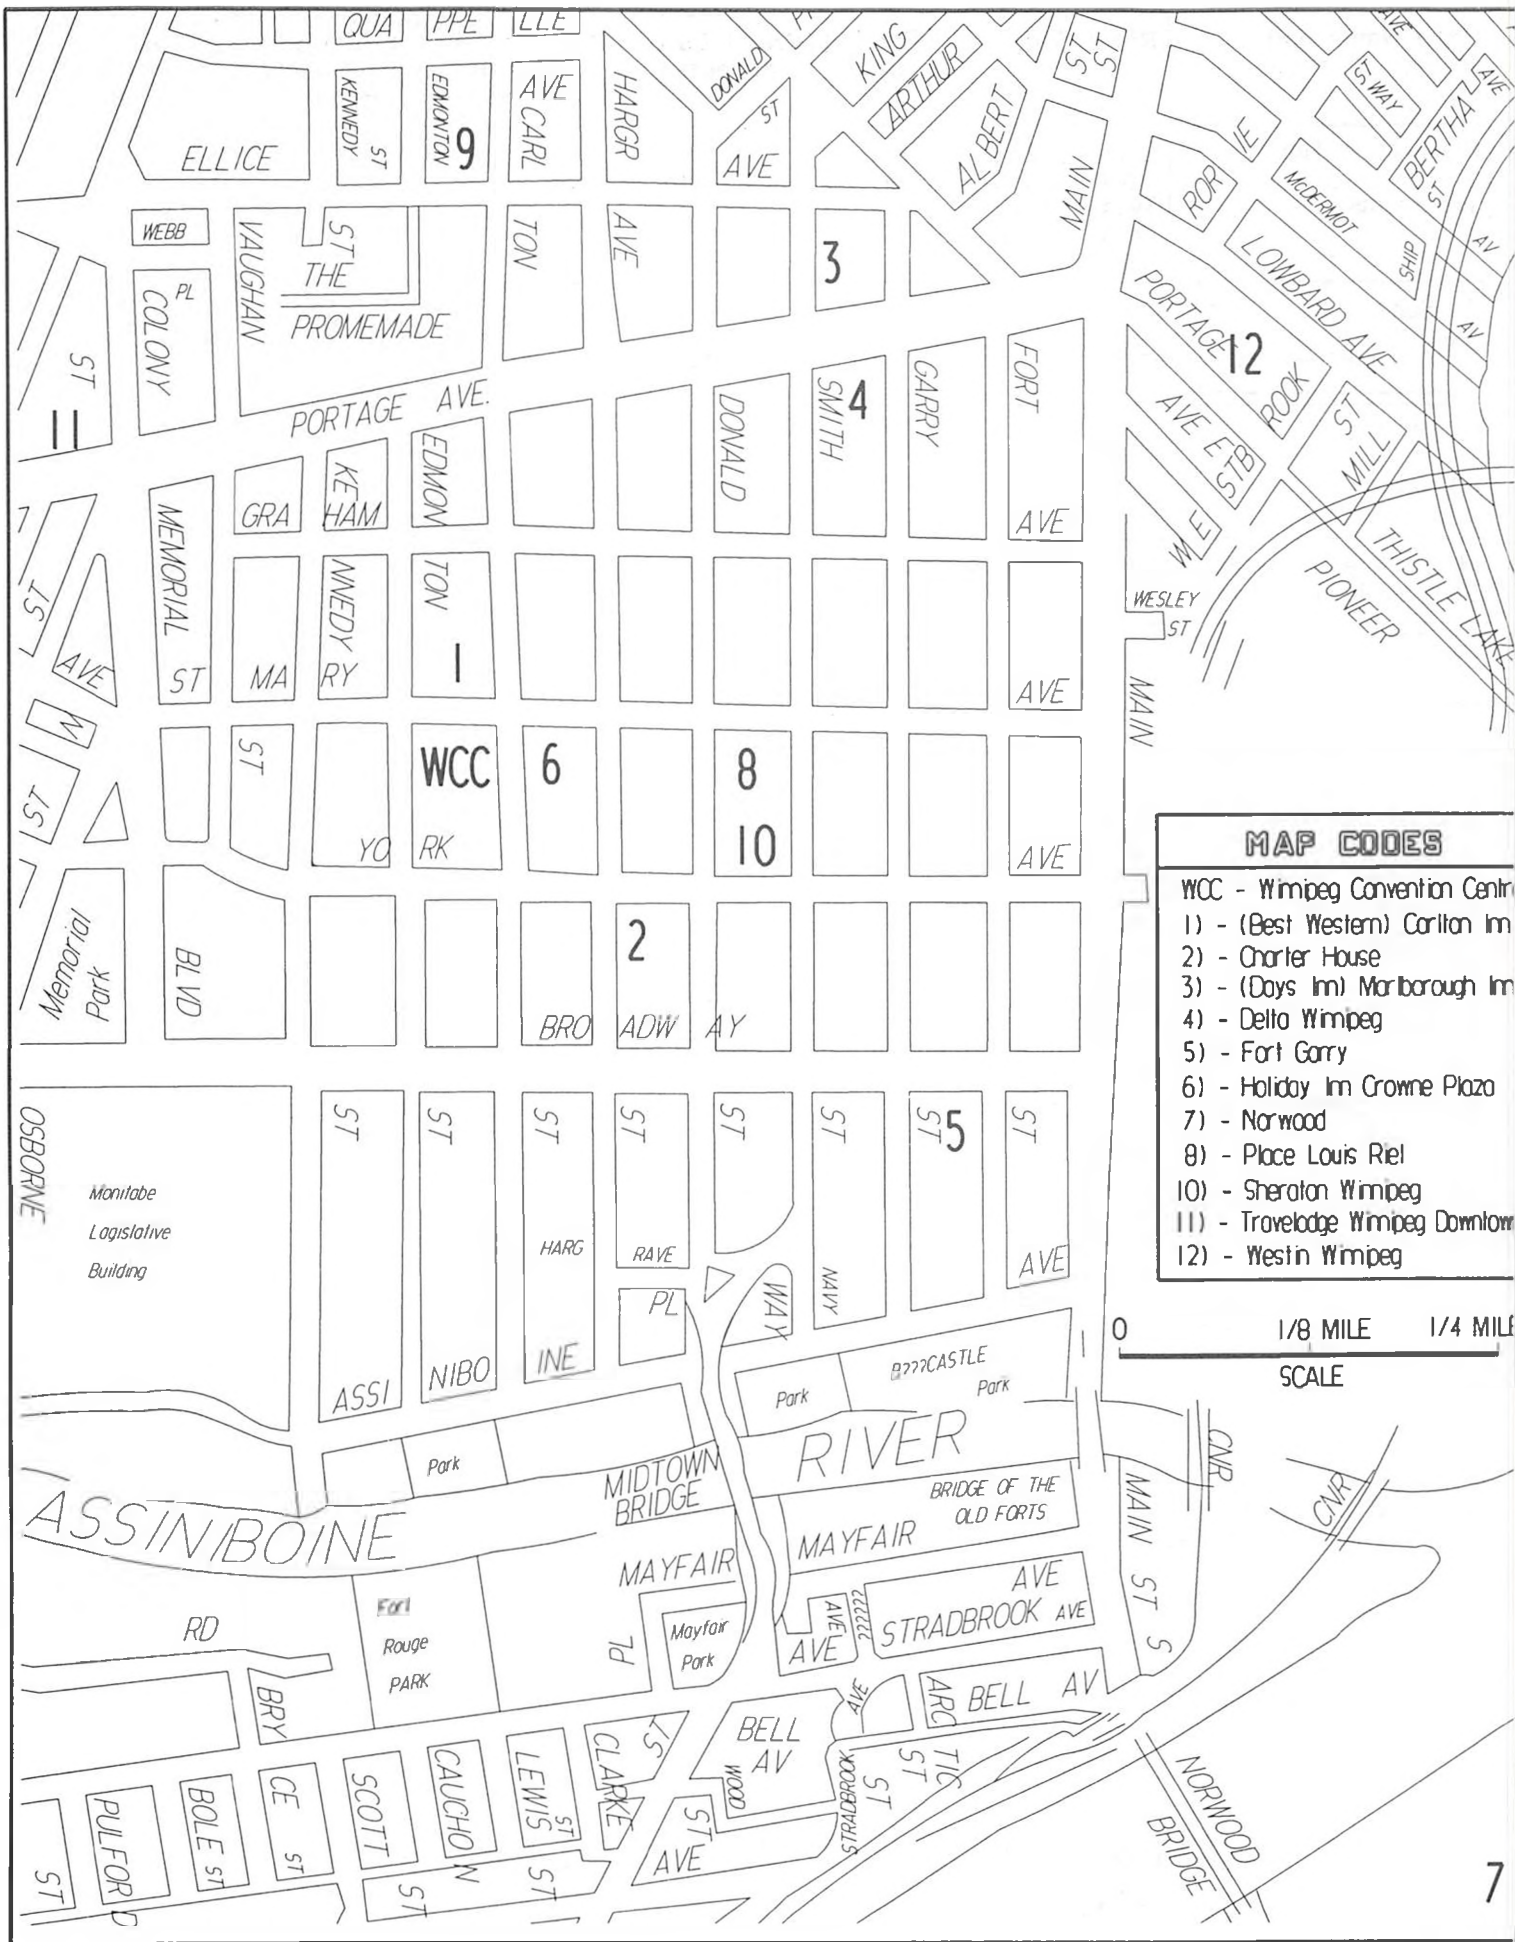 QUA PPE LLE
KENNEDY ST
EDMONTON
9
AVE
CARL
HARGR
DONALD
ST
AVE
KING
ARTHUR
ALBERT
ST
ST
MAIN
AVE
ST WAY
AVE
BERTHA
ST
ELLICE
ROR IE
McDERMOT
SHIP
AV
AV
WEBB
PL
COLONY
VAUGHAN
ST
THE
PROMEMADE
TON
AVE
3
LOWBARD AVE
PORTAGE
12
ROOK
ST
MILL
ST
11
PORTAGE AVE.
DONALD
SMITH
4
GARRY
FORT
AVE E
STB
MEMORIAL
ST
GRA
KE
HAM
EDMON
AVE
W E
THISTLE LAKE
PIONEER
ST
AVE
MA
NNEDY
RY
TON
1
AVE
WESLEY
ST
MAIN
W
ST
ST
WCC
6
8
10
YO RK
AVE
MAP CODES
WCC - Winnipeg Convention Centr
1) - (Best Western) Carlton Inn
2) - Charter House
3) - (Days Inn) Marlborough Inn
4) - Delta Winnipeg
5) - Fort Garry
6) - Holiday Inn Crowne Plaza
7) - Norwood
8) - Place Louis Riel
10) - Sheraton Winnipeg
11) - Travelodge Winnipeg Downtow
12) - Westin Winnipeg
Memorial
Park
BLVD
2
BRO ADW AY
OSBORNE
ST
ST
ST
ST
ST
ST
ST
5
ST
Manitabe
Lagislative
Building
HARG RAVE
PL
WAY
NAVY
AVE
0 1/8 MILE 1/4 MILE
SCALE
ASSI NIBO INE
Park
B???CASTLE
Park
Park
RIVER
MIDTOWN
BRIDGE
BRIDGE OF THE
OLD FORTS
CNR
CNR
ASSINIBOINE
MAYFAIR
MAYFAIR
AVE
MAIN ST S
Fort
Rouge
PARK
RD
PL
Mayfair
Park
AVE
AVE
??????
STRADBROOK AVE
BRY
BELL
AV
WOOD
AVE
ARC
BELL AV
ST
TIC
ST
STRADBROOK
ST
NORWOOD
BRIDGE
ST
PULFOR D
BOLE ST
CE ST
SCOTT
ST
CAUCHO N
LEWIS
ST
ST
CLARKE
ST
AVE
7